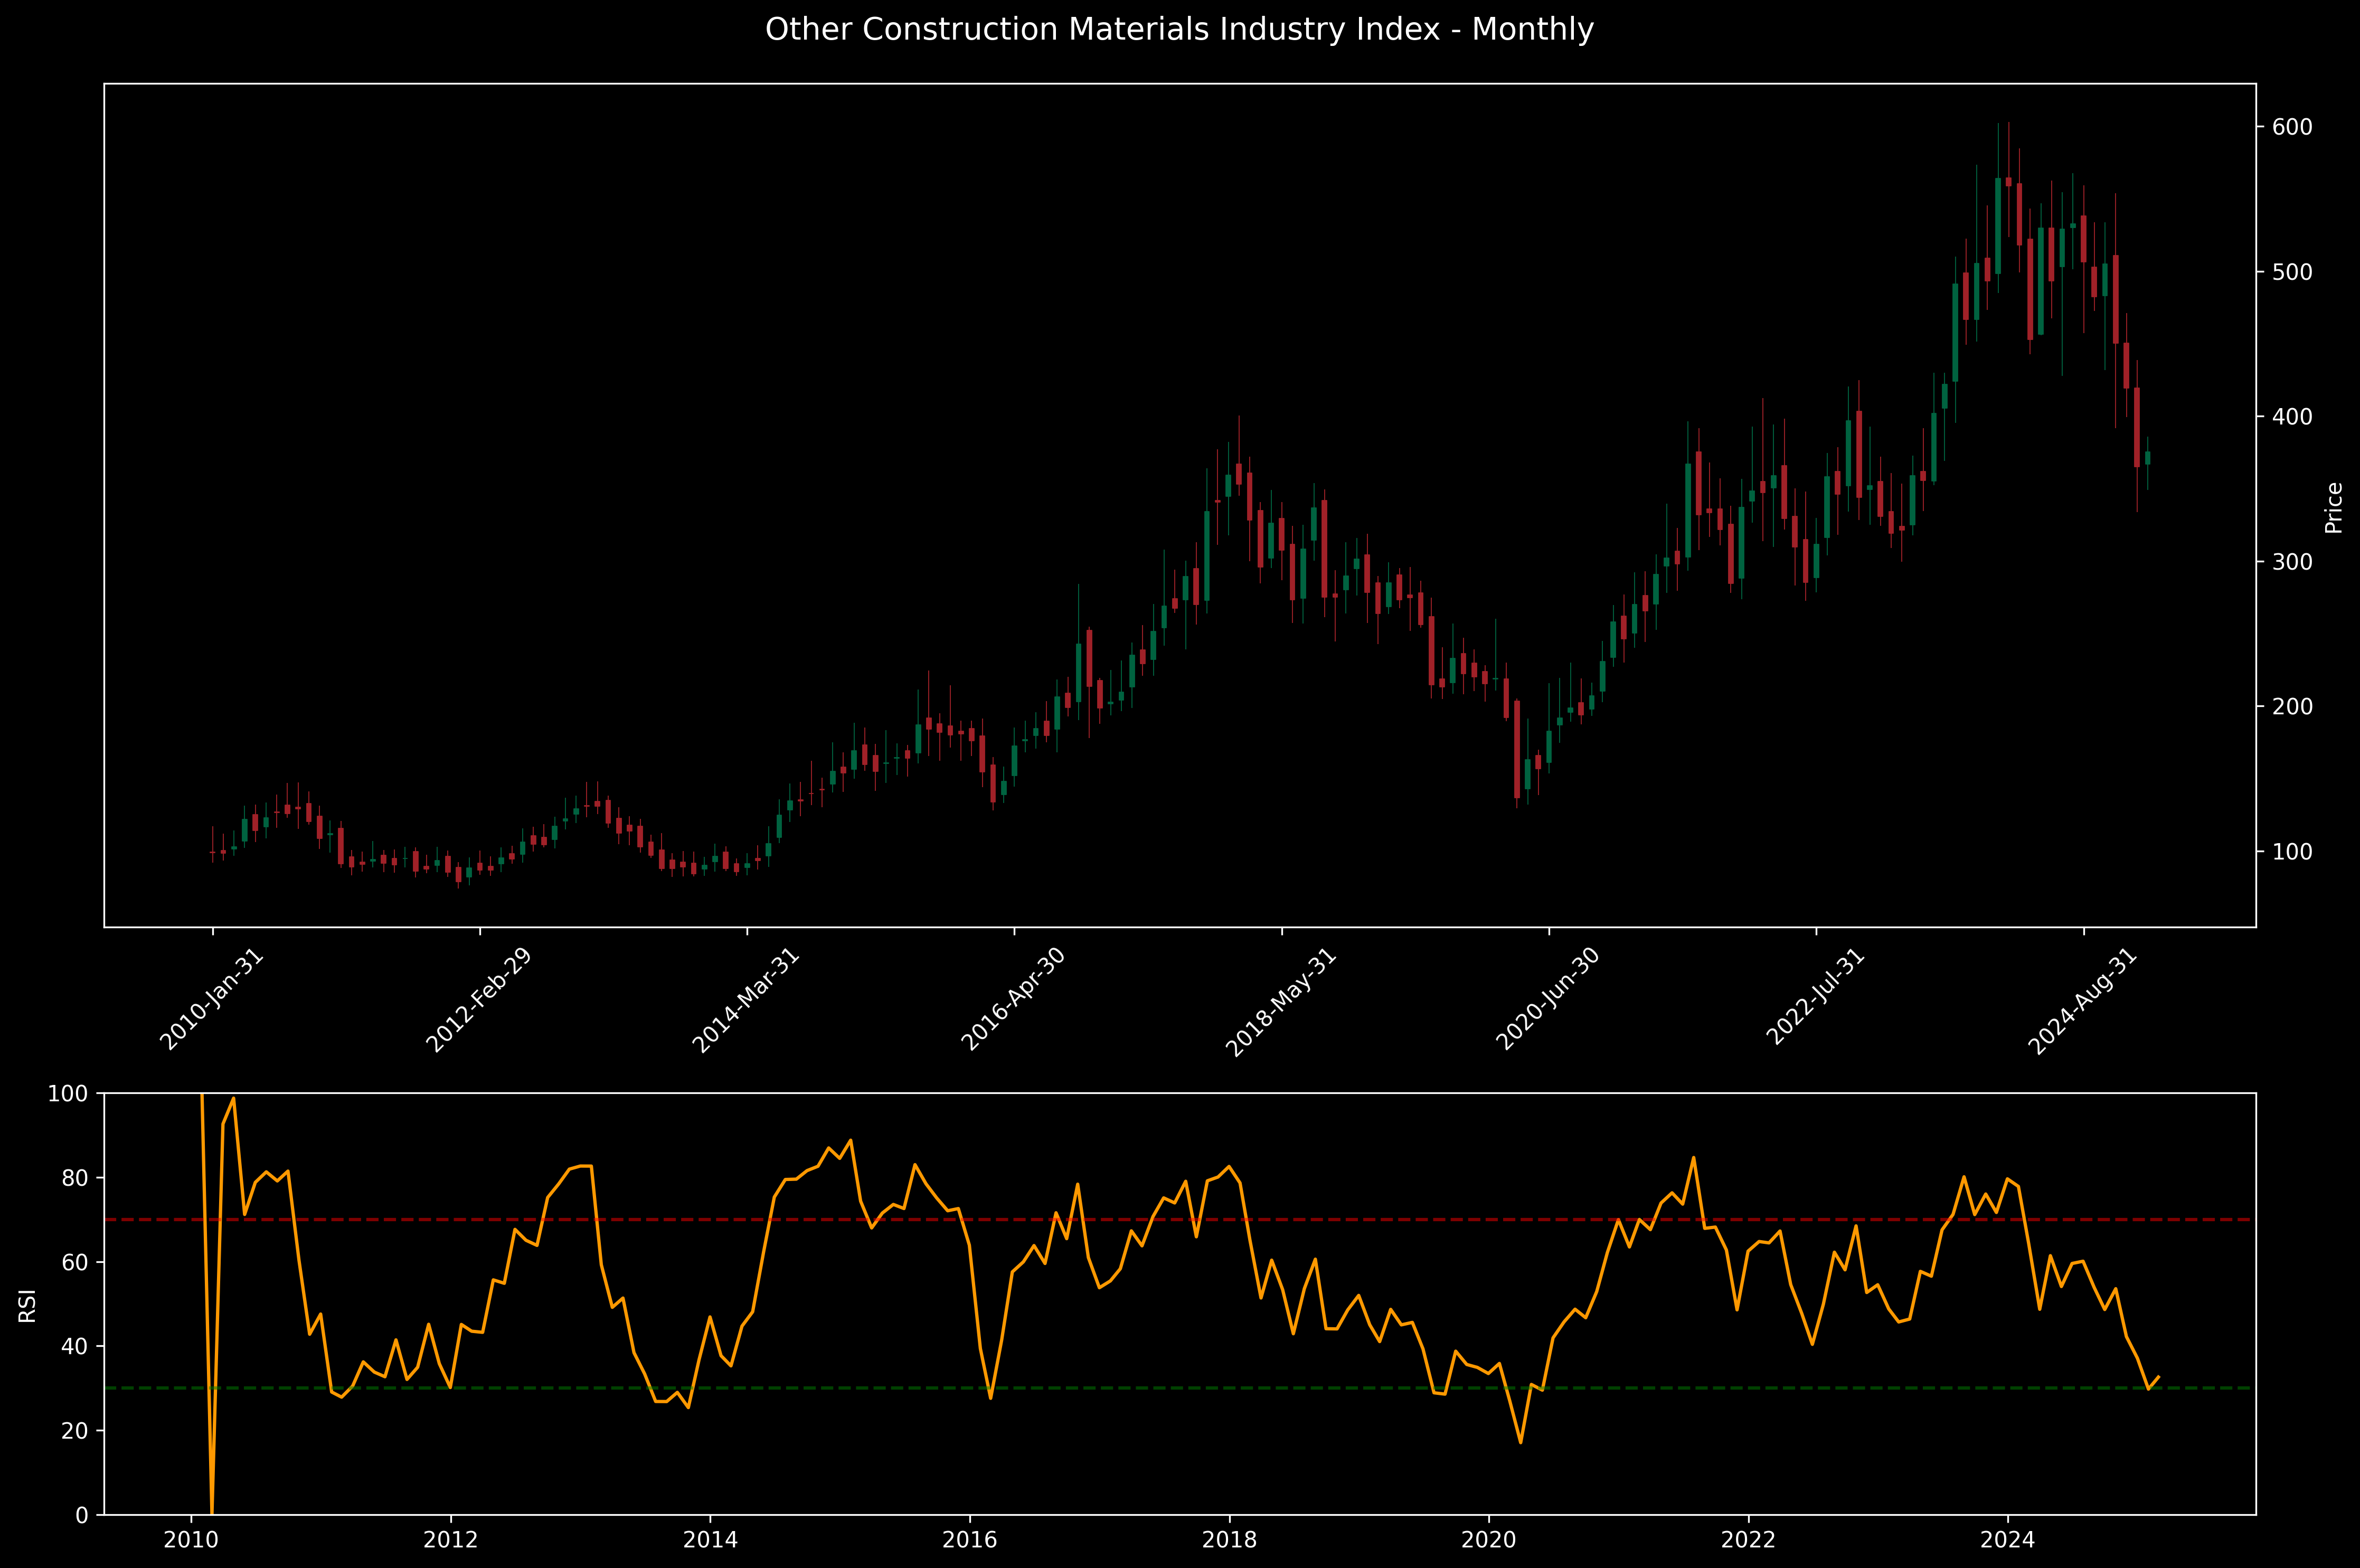 Other Construction Materials Industry Index - Monthly
600
500
400
300
200
100
Price
2010-Jan-31
2012-Feb-29
2014-Mar-31
2016-Apr-30
2018-May-31
2020-Jun-30
2022-Jul-31
2024-Aug-31
100
80
60
40
20
0
RSI
2010
2012
2014
2016
2018
2020
2022
2024